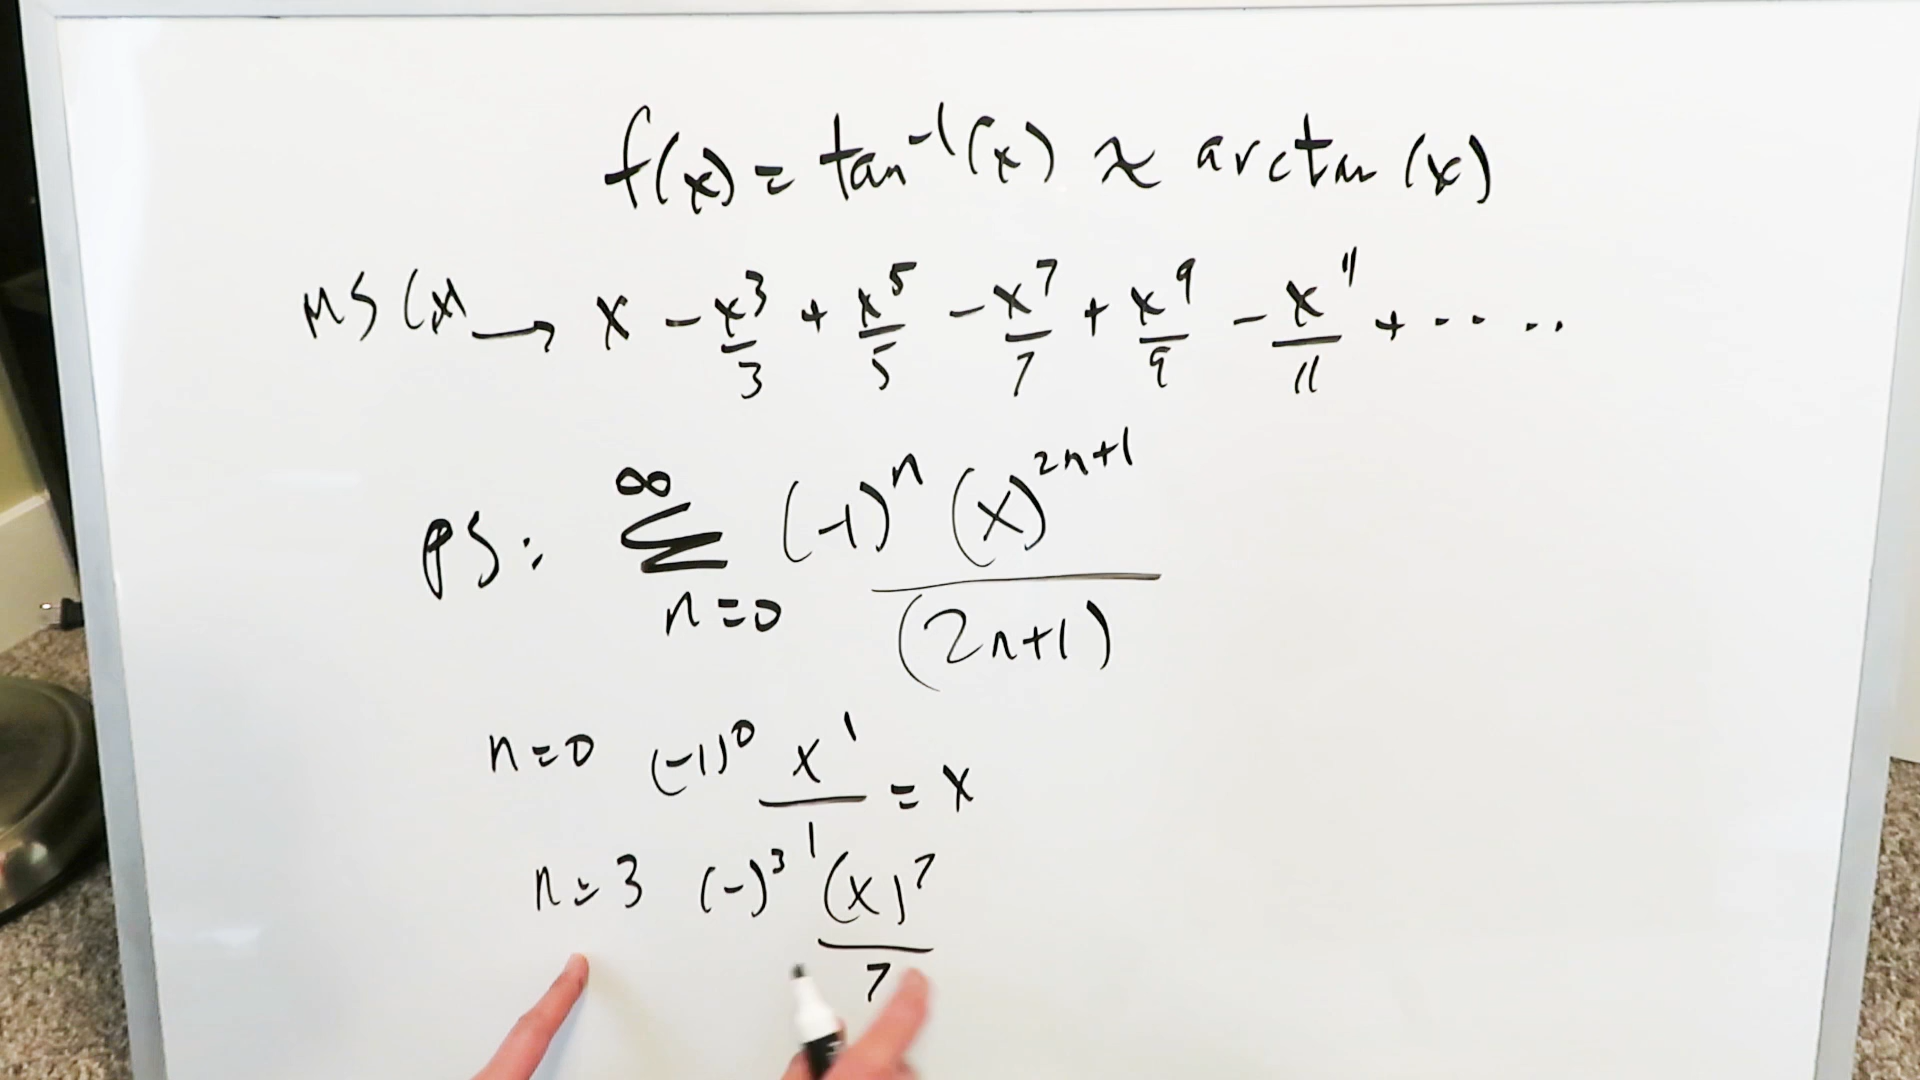 f(x) = tan⁻¹(x) ≈ arctan(x)
MS(x) → x - x³/3 + x⁵/5 - x⁷/7 + x⁹/9 - x¹¹/11 + ....
PS: ∞ Σ n=0 (-1)ⁿ (x)²ⁿ⁺¹/(2n+1)
n=0 (-1)⁰ x¹/1 = x
n=3 (-)³ (x)⁷/7